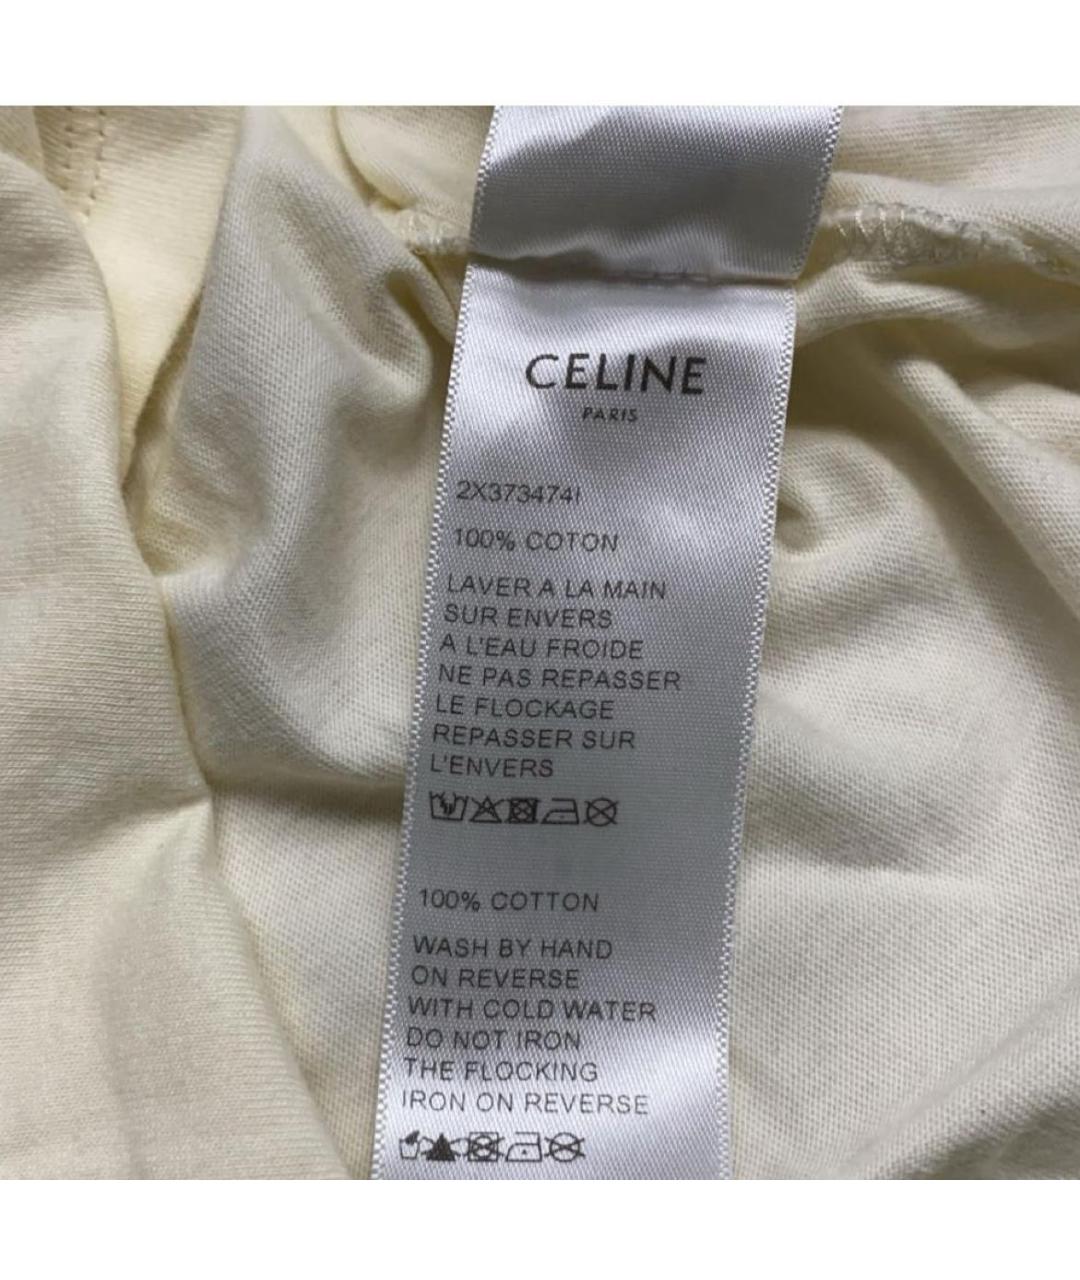 CELINE
PARIS
2X373474I
100% COTON
LAVER A LA MAIN
SUR ENVERS
A L'EAU FROIDE
NE PAS REPASSER
LE FLOCKAGE
REPASSER SUR
L'ENVERS
100% COTTON
WASH BY HAND
ON REVERSE
WITH COLD WATER
DO NOT IRON
THE FLOCKING
IRON ON REVERSE